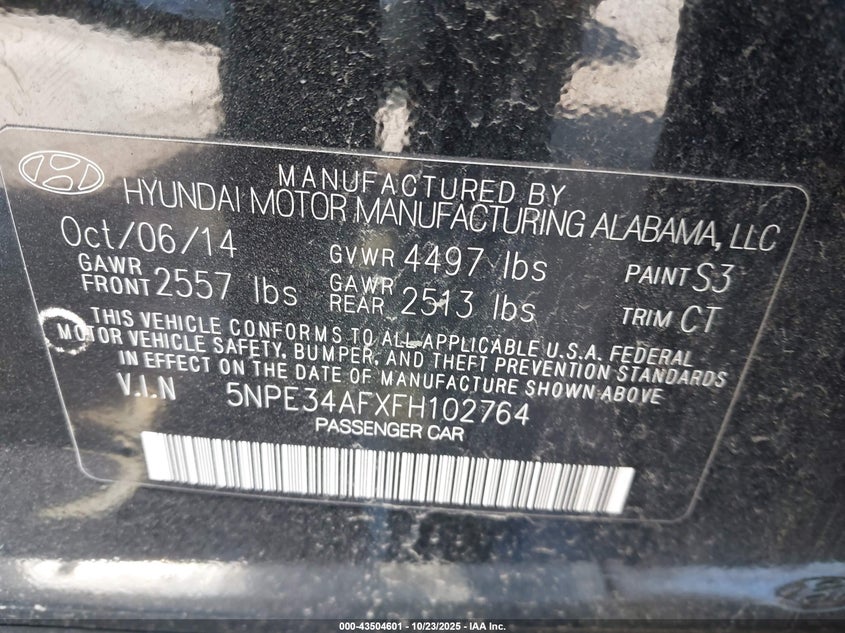 MANUFACTURED BY
HYUNDAI MOTOR MANUFACTURING ALABAMA, LLC
Oct/06/14 GVWR 4497 lbs PAINT S3
GAWR FRONT 2557 lbs GAWR REAR 2513 lbs TRIM CT
THIS VEHICLE CONFORMS TO ALL APPLICABLE U.S.A. FEDERAL
MOTOR VEHICLE SAFETY, BUMPER, AND THEFT PREVENTION STANDARDS
IN EFFECT ON THE DATE OF MANUFACTURE SHOWN ABOVE
V.I.N 5NPE34AFXFH102764
PASSENGER CAR
000-43504601 - 10/23/2025 - IAA Inc.